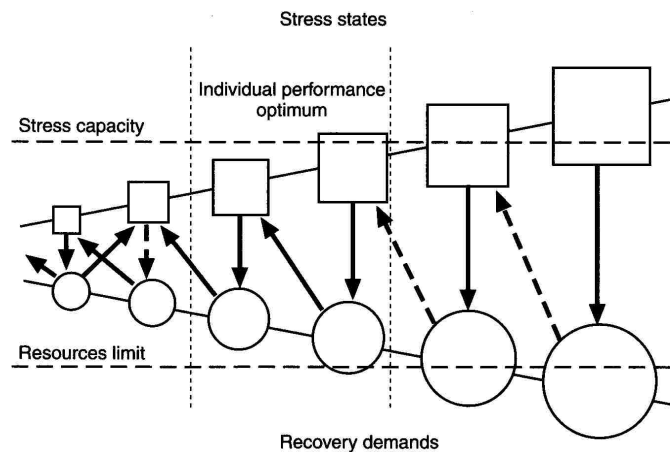 Stress states
Individual performance
optimum
Stress capacity
Resources limit
Recovery demands